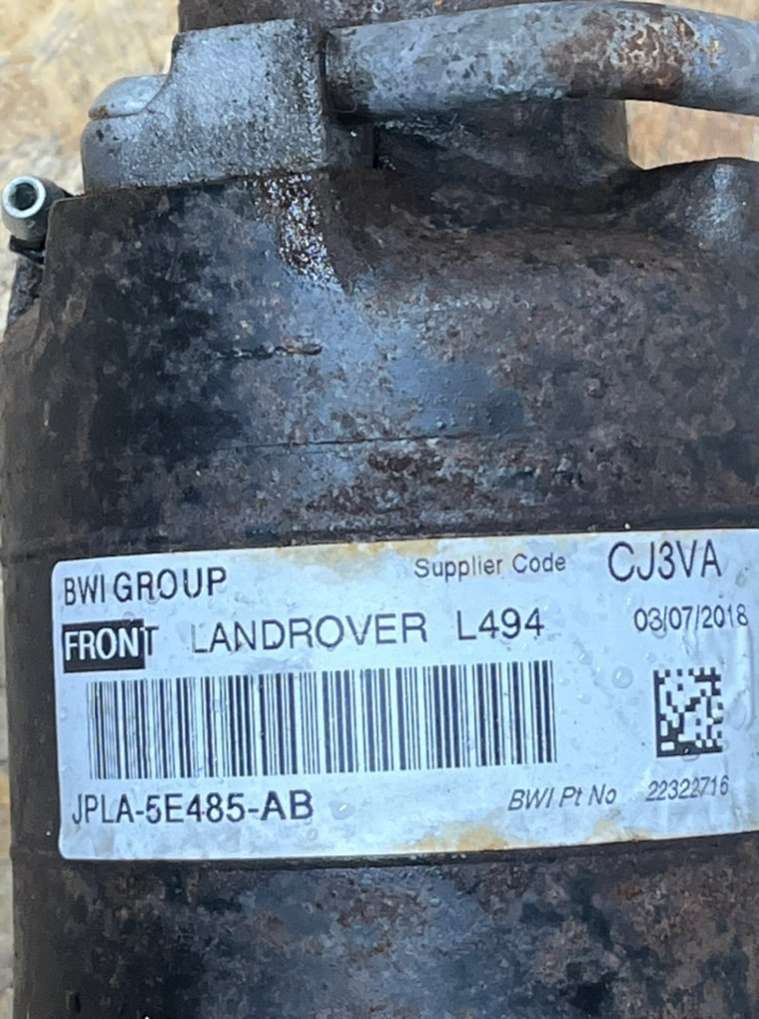 BWI GROUP Supplier Code CJ3VA
FRONT LANDROVER L494 03/07/2018
JPLA-5E485-AB BWI Pt No 22322716